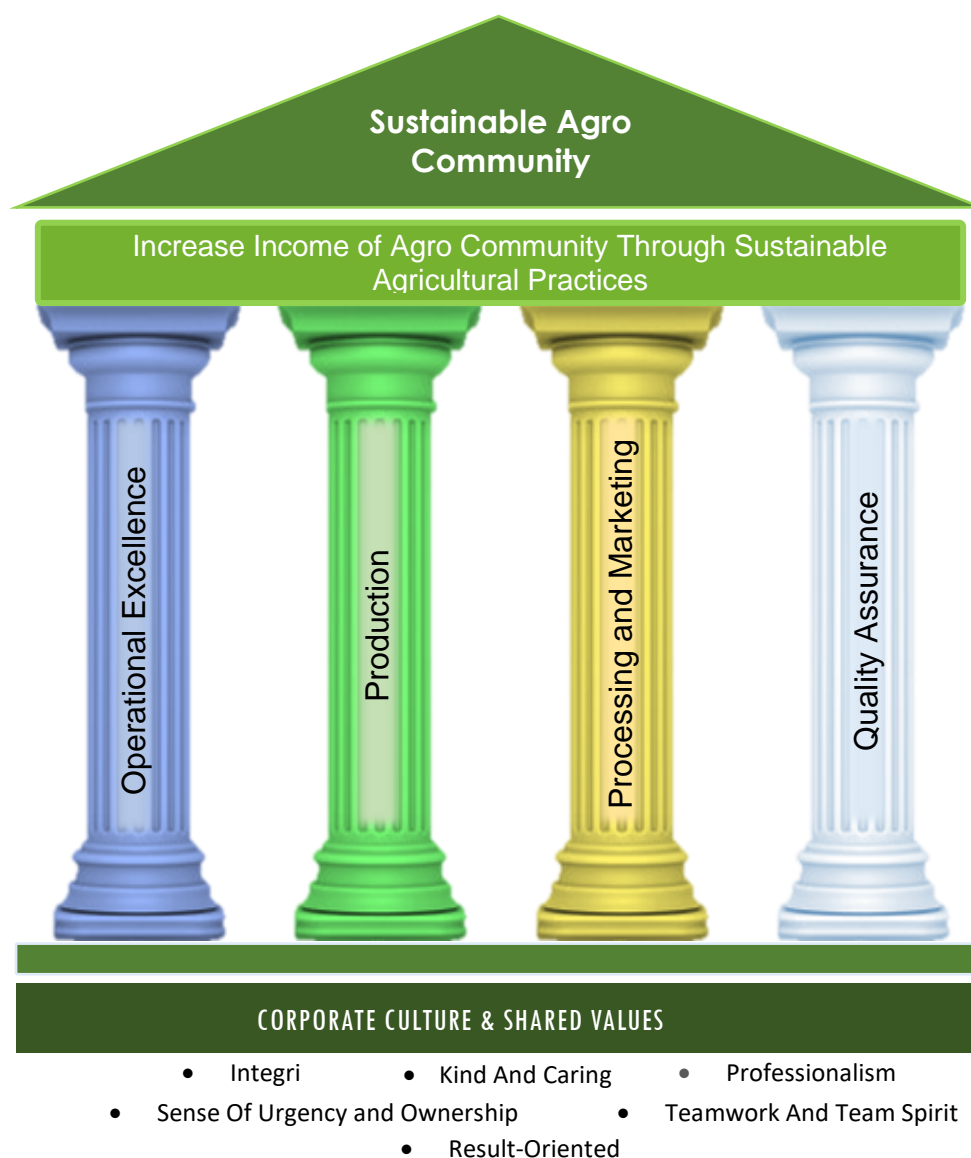 Sustainable Agro
Community
Increase Income of Agro Community Through Sustainable
Agricultural Practices
Operational Excellence
Production
Processing and Marketing
Quality Assurance
CORPORATE CULTURE & SHARED VALUES
• Integri • Kind And Caring • Professionalism
• Sense Of Urgency and Ownership • Teamwork And Team Spirit
• Result-Oriented